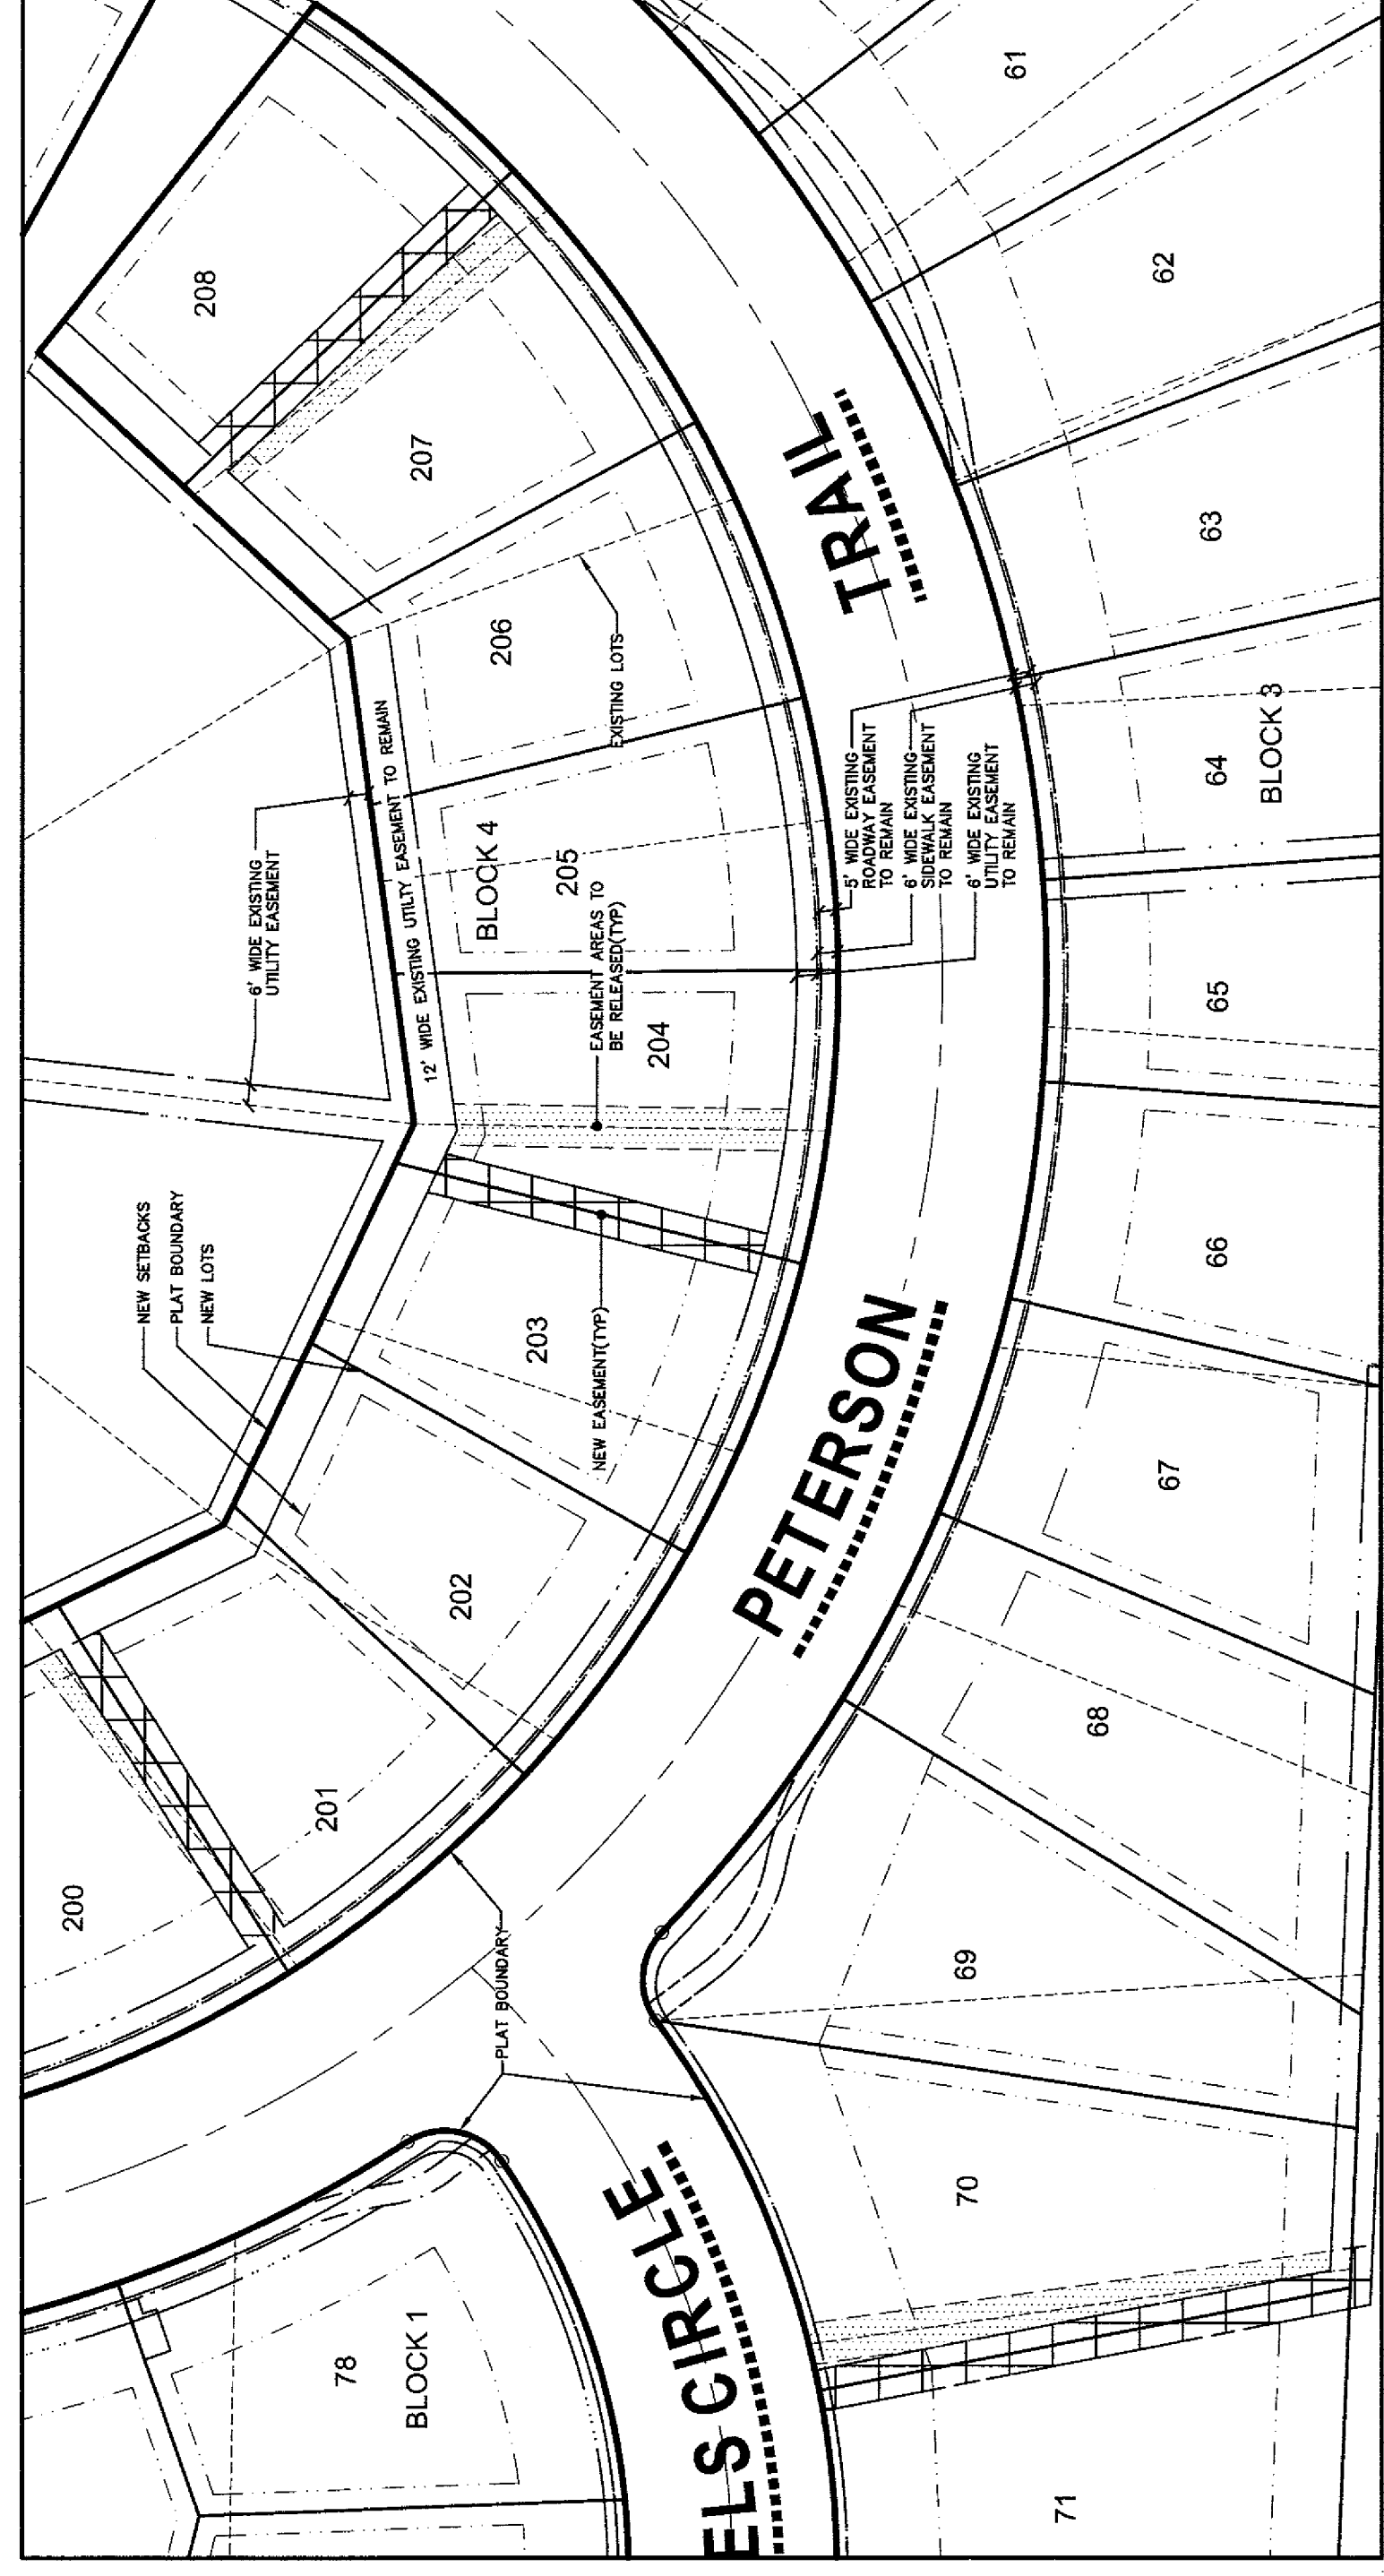 61
62
63
64
BLOCK 3
65
66
67
68
69
70
71
208
207
206
BLOCK 4
205
204
203
202
201
200
78
BLOCK 1
TRAIL
PETERSON
ELS CIRCLE
EXISTING LOTS
12' WIDE EXISTING UTILTY EASEMENT TO REMAIN
6' WIDE EXISTING
UTILITY EASEMENT
EASEMENT AREAS TO
BE RELEASED(TYP)
5' WIDE EXISTING
ROADWAY EASEMENT
TO REMAIN
6' WIDE EXISTING
SIDEWALK EASEMENT
TO REMAIN
6' WIDE EXISTING
UTILITY EASEMENT
TO REMAIN
NEW SETBACKS
PLAT BOUNDARY
NEW LOTS
NEW EASEMENT(TYP)
PLAT BOUNDARY